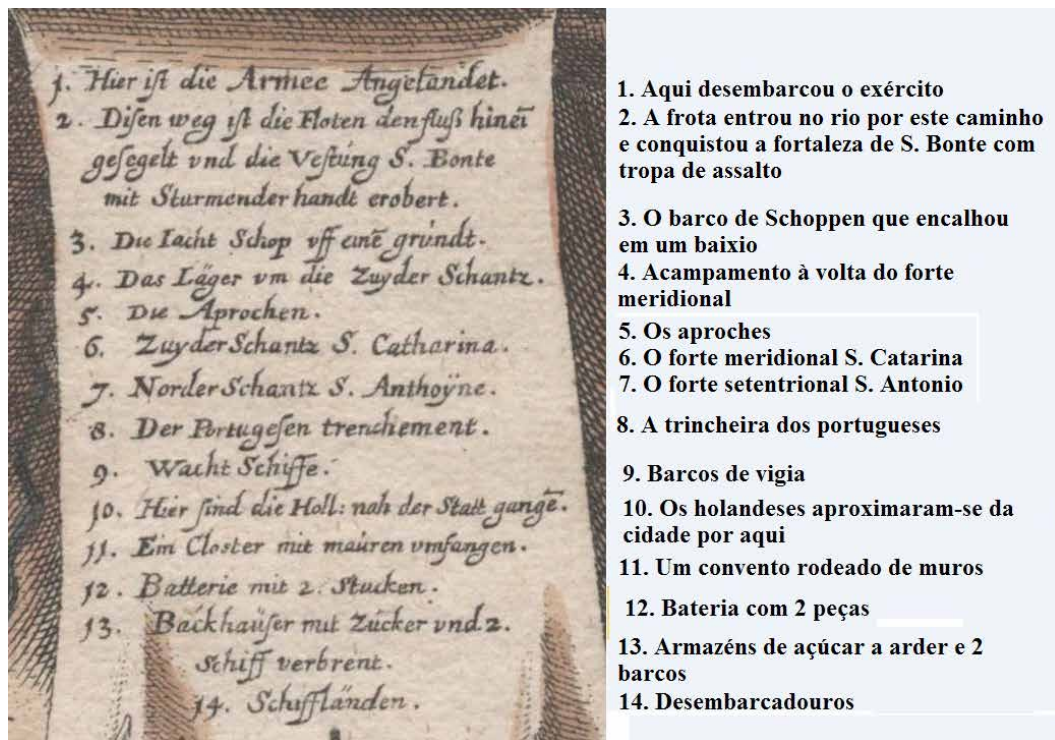 1. Hier ist die Armee Angelandet.
2. Disen weg ist die Floten den fluß hinei͞
gesegelt vnd die Vestung S. Bonte
mit Sturmender handt erobert.
3. Die Iacht Schop vff eine͞ grundt.
4. Das Läger vm die Zuyder Schantz.
5. Die Aprochen.
6. Zuyder Schantz S. Catharina.
7. Norder Schantz S. Anthoÿne.
8. Der Portugesen trenchement.
9. Wacht Schiffe.
10. Hier sind die Holl: nah der Statt gange͞.
11. Ein Closter mit mauren vmfangen.
12. Batterie mit 2. Stucken.
13. Backhaüser mit Zucker vnd 2.
Schiff verbrent.
14. Schiffländen.
1. Aqui desembarcou o exército
2. A frota entrou no rio por este caminho
e conquistou a fortaleza de S. Bonte com
tropa de assalto
3. O barco de Schoppen que encalhou
em um baixio
4. Acampamento à volta do forte
meridional
5. Os aproches
6. O forte meridional S. Catarina
7. O forte setentrional S. Antonio
8. A trincheira dos portugueses
9. Barcos de vigia
10. Os holandeses aproximaram-se da
cidade por aqui
11. Um convento rodeado de muros
12. Bateria com 2 peças
13. Armazéns de açúcar a arder e 2
barcos
14. Desembarcadouros